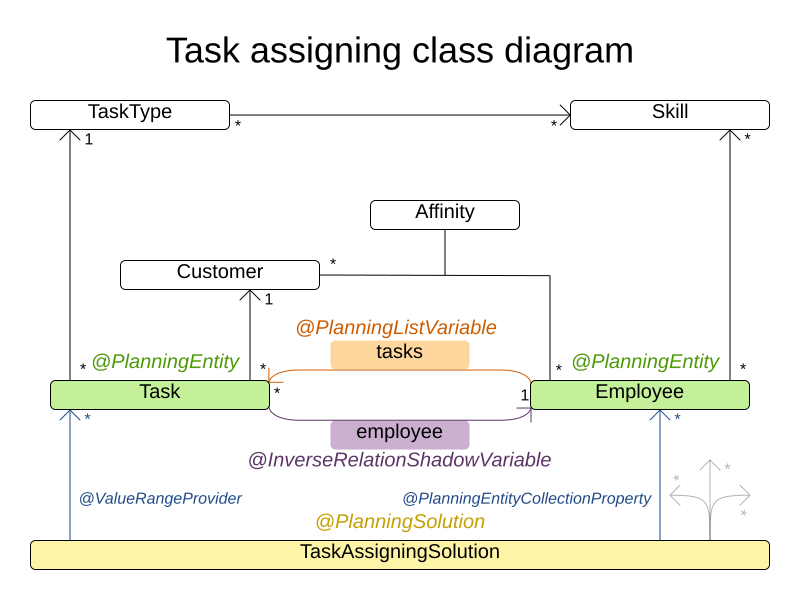 Task assigning class diagram
TaskType
Skill
*
*
1
*
Affinity
*
Customer
1
@PlanningListVariable
tasks
* @PlanningEntity *
* @PlanningEntity *
Task
*
1
Employee
*
employee
*
@InverseRelationShadowVariable
*
*
*
@ValueRangeProvider
@PlanningEntityCollectionProperty
@PlanningSolution
TaskAssigningSolution